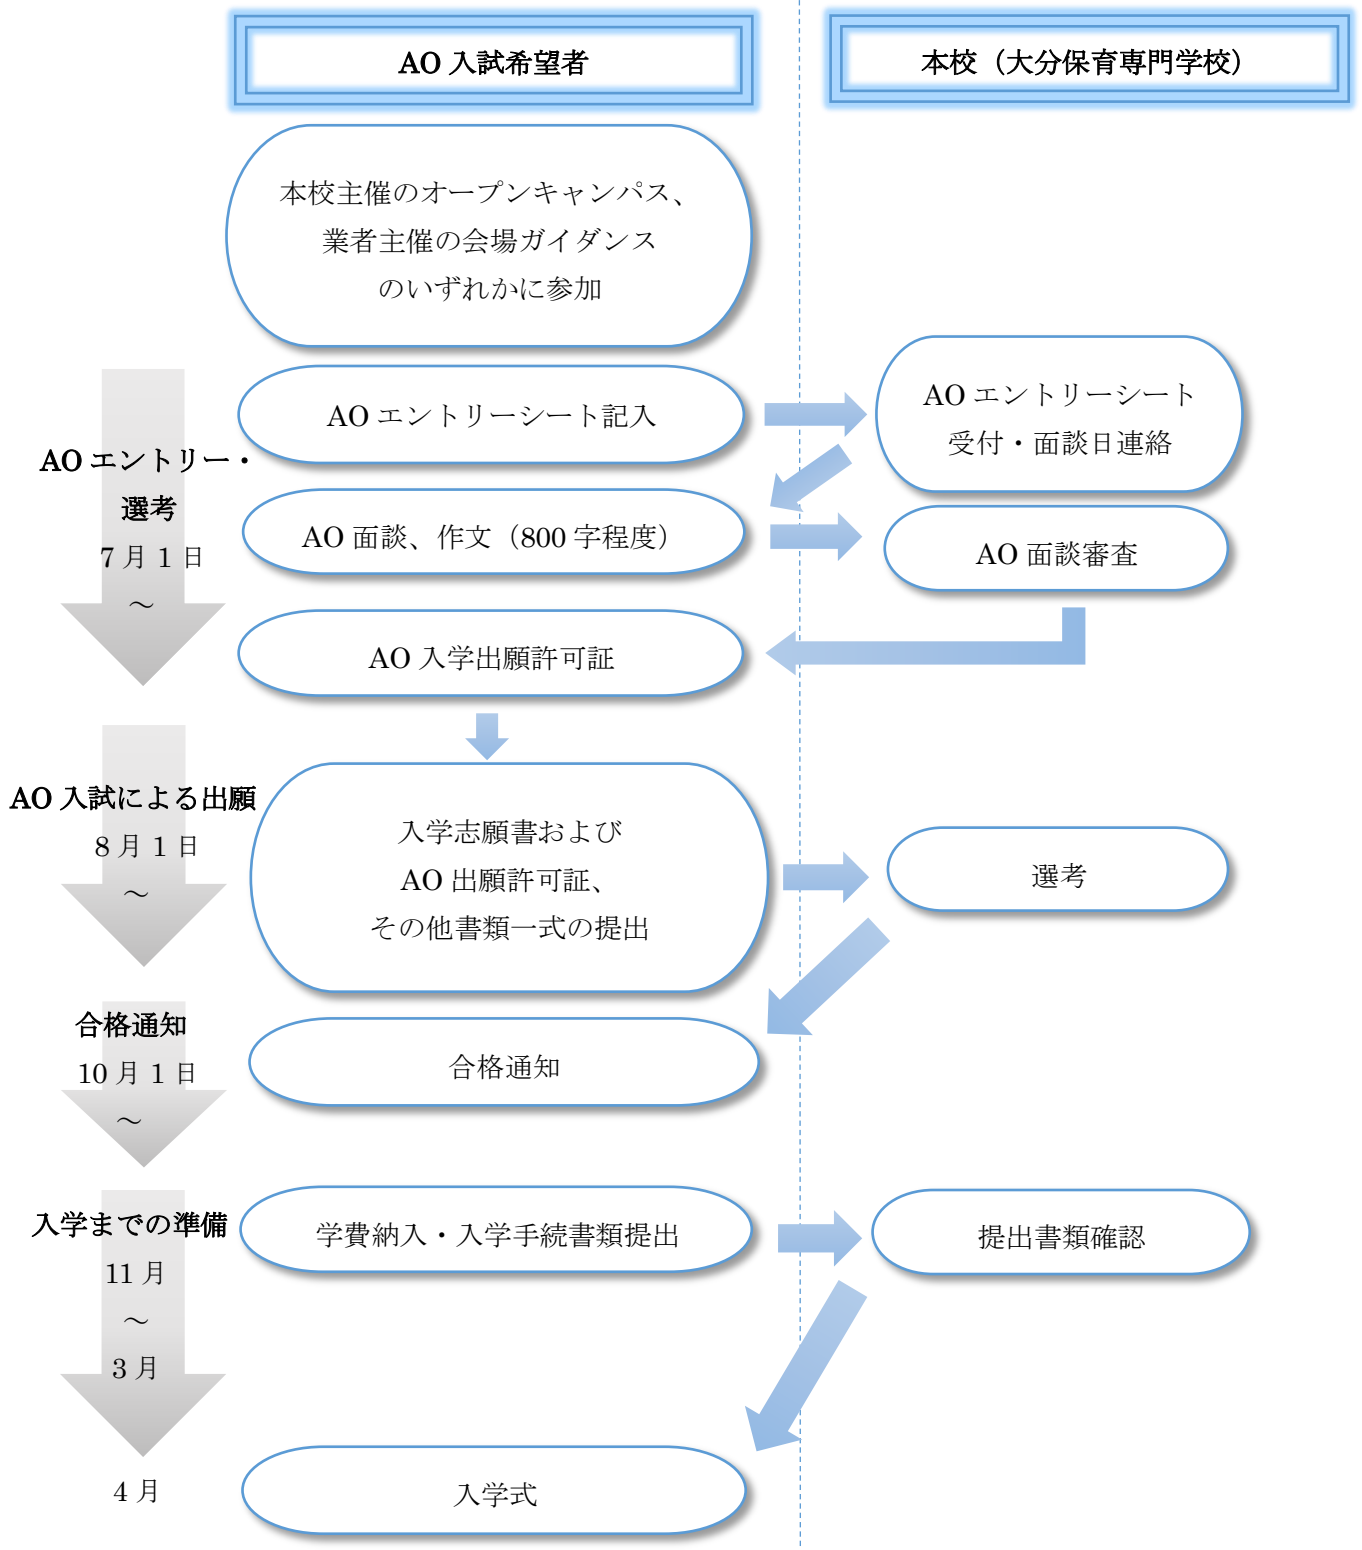 AO 入試希望者
本校（大分保育専門学校）
本校主催のオープンキャンパス、
業者主催の会場ガイダンス
のいずれかに参加
AO エントリー・
選考
7 月 1 日
～
AO エントリーシート記入
AO エントリーシート
受付・面談日連絡
AO 面談、作文（800 字程度）
AO 面談審査
AO 入学出願許可証
AO 入試による出願
8 月 1 日
～
入学志願書および
AO 出願許可証、
その他書類一式の提出
選考
合格通知
10 月 1 日
～
合格通知
入学までの準備
11 月
～
3 月
学費納入・入学手続書類提出
提出書類確認
4 月
入学式